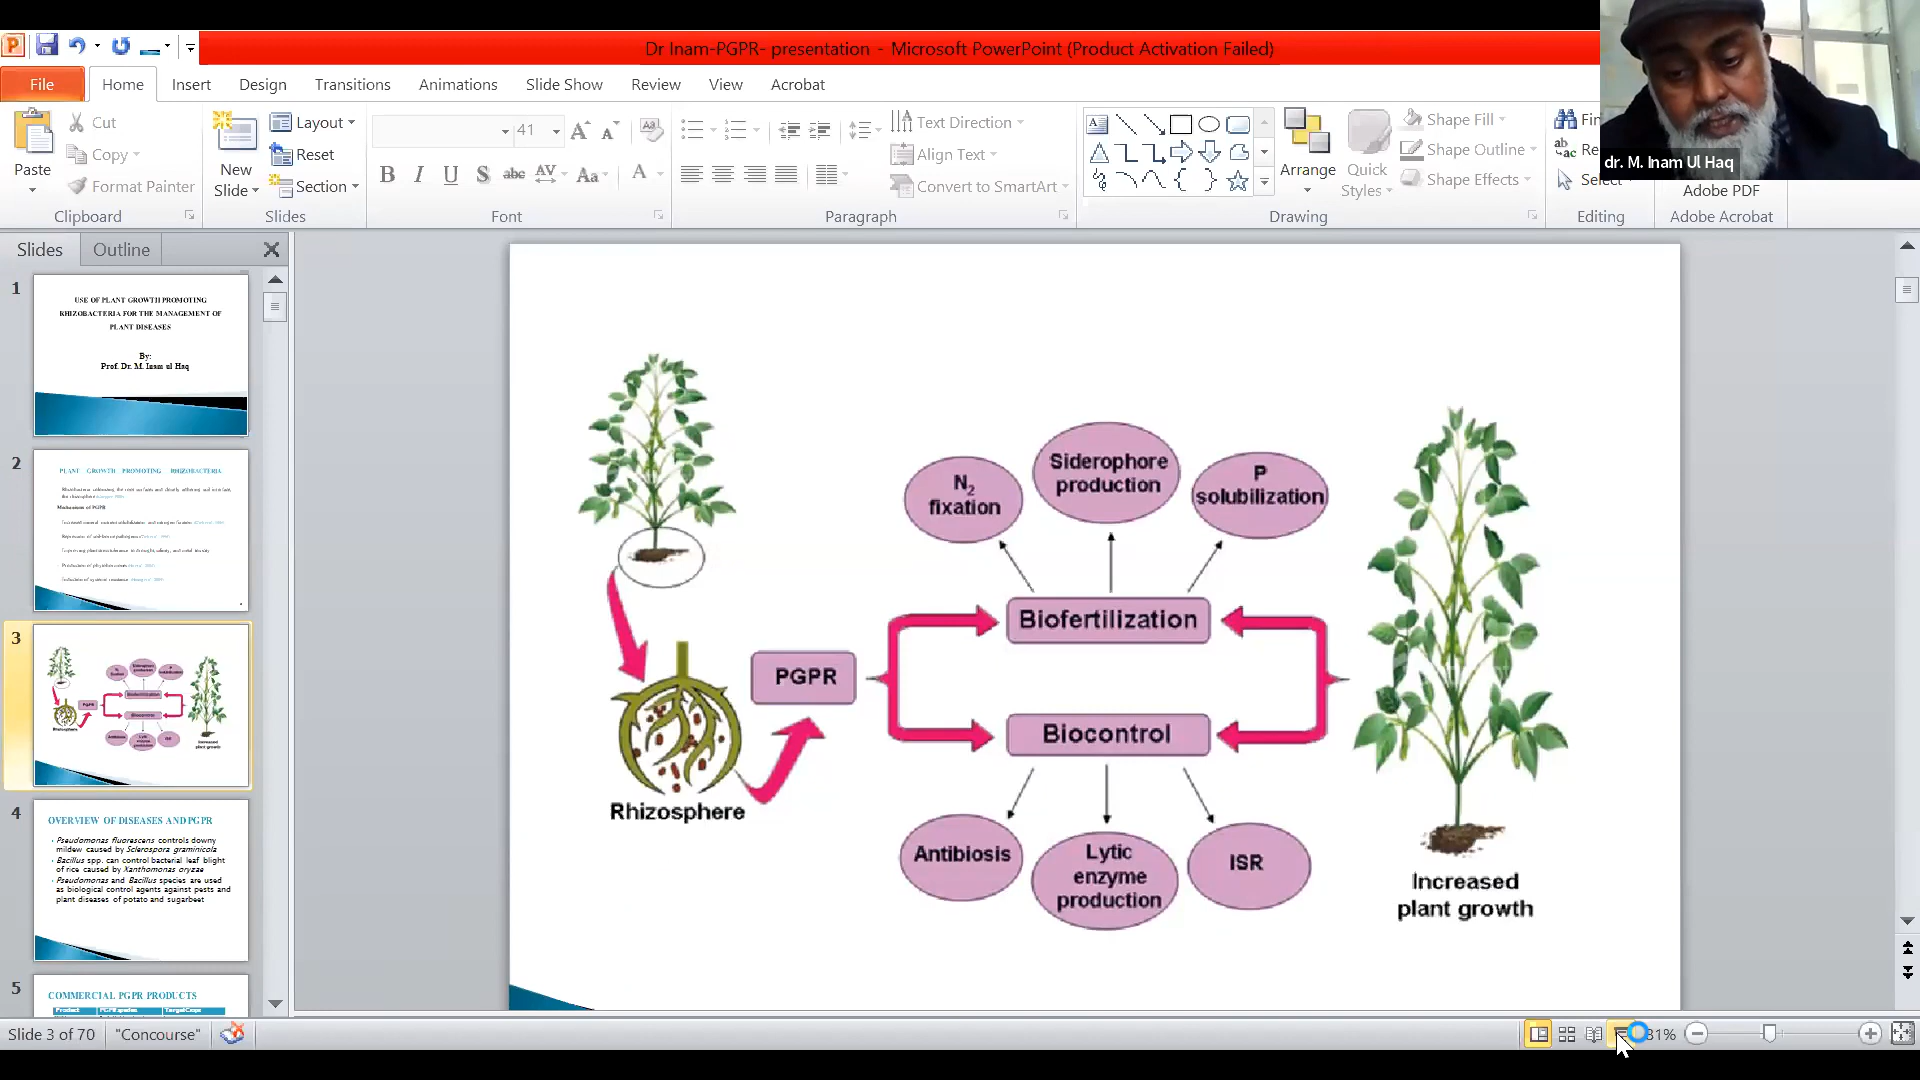 Dr Inam-PGPR- presentation - Microsoft PowerPoint (Product Activation Failed)
File Home Insert Design Transitions Animations Slide Show Review View Acrobat
Paste
Cut
Copy
Format Painter
Clipboard
New
Slide
Layout
Reset
Section
Slides
41
Font
Text Direction
Align Text
Convert to SmartArt
Paragraph
Arrange
Quick
Styles
Shape Fill
Shape Outline
Shape Effects
Drawing
Select
Editing
Adobe PDF
Adobe Acrobat
dr. M. Inam Ul Haq
Slides Outline
1
USE OF PLANT GROWTH PROMOTING
RHIZOBACTERIA FOR THE MANAGEMENT OF
PLANT DISEASES
By:
Prof. Dr. M. Inam ul Haq
2
PLANT GROWTH PROMOTING RHIZOBACTERIA
Mechanisms of PGPR
3
4
OVERVIEW OF DISEASES AND PGPR
Pseudomonas fluorescens controls downy
mildew caused by Sclerospora graminicola
Bacillus spp. can control bacterial leaf blight
of rice caused by Xanthomonas oryzae
Pseudomonas and Bacillus species are used
as biological control agents against pests and
plant diseases of potato and sugarbeet
5
COMMERCIAL PGPR PRODUCTS
Product PGPR species Target Crops
N2
fixation
Siderophore
production
P
solubilization
Biofertilization
PGPR
Biocontrol
Rhizosphere
Antibiosis
Lytic
enzyme
production
ISR
Increased
plant growth
Slide 3 of 70 "Concourse"
81%